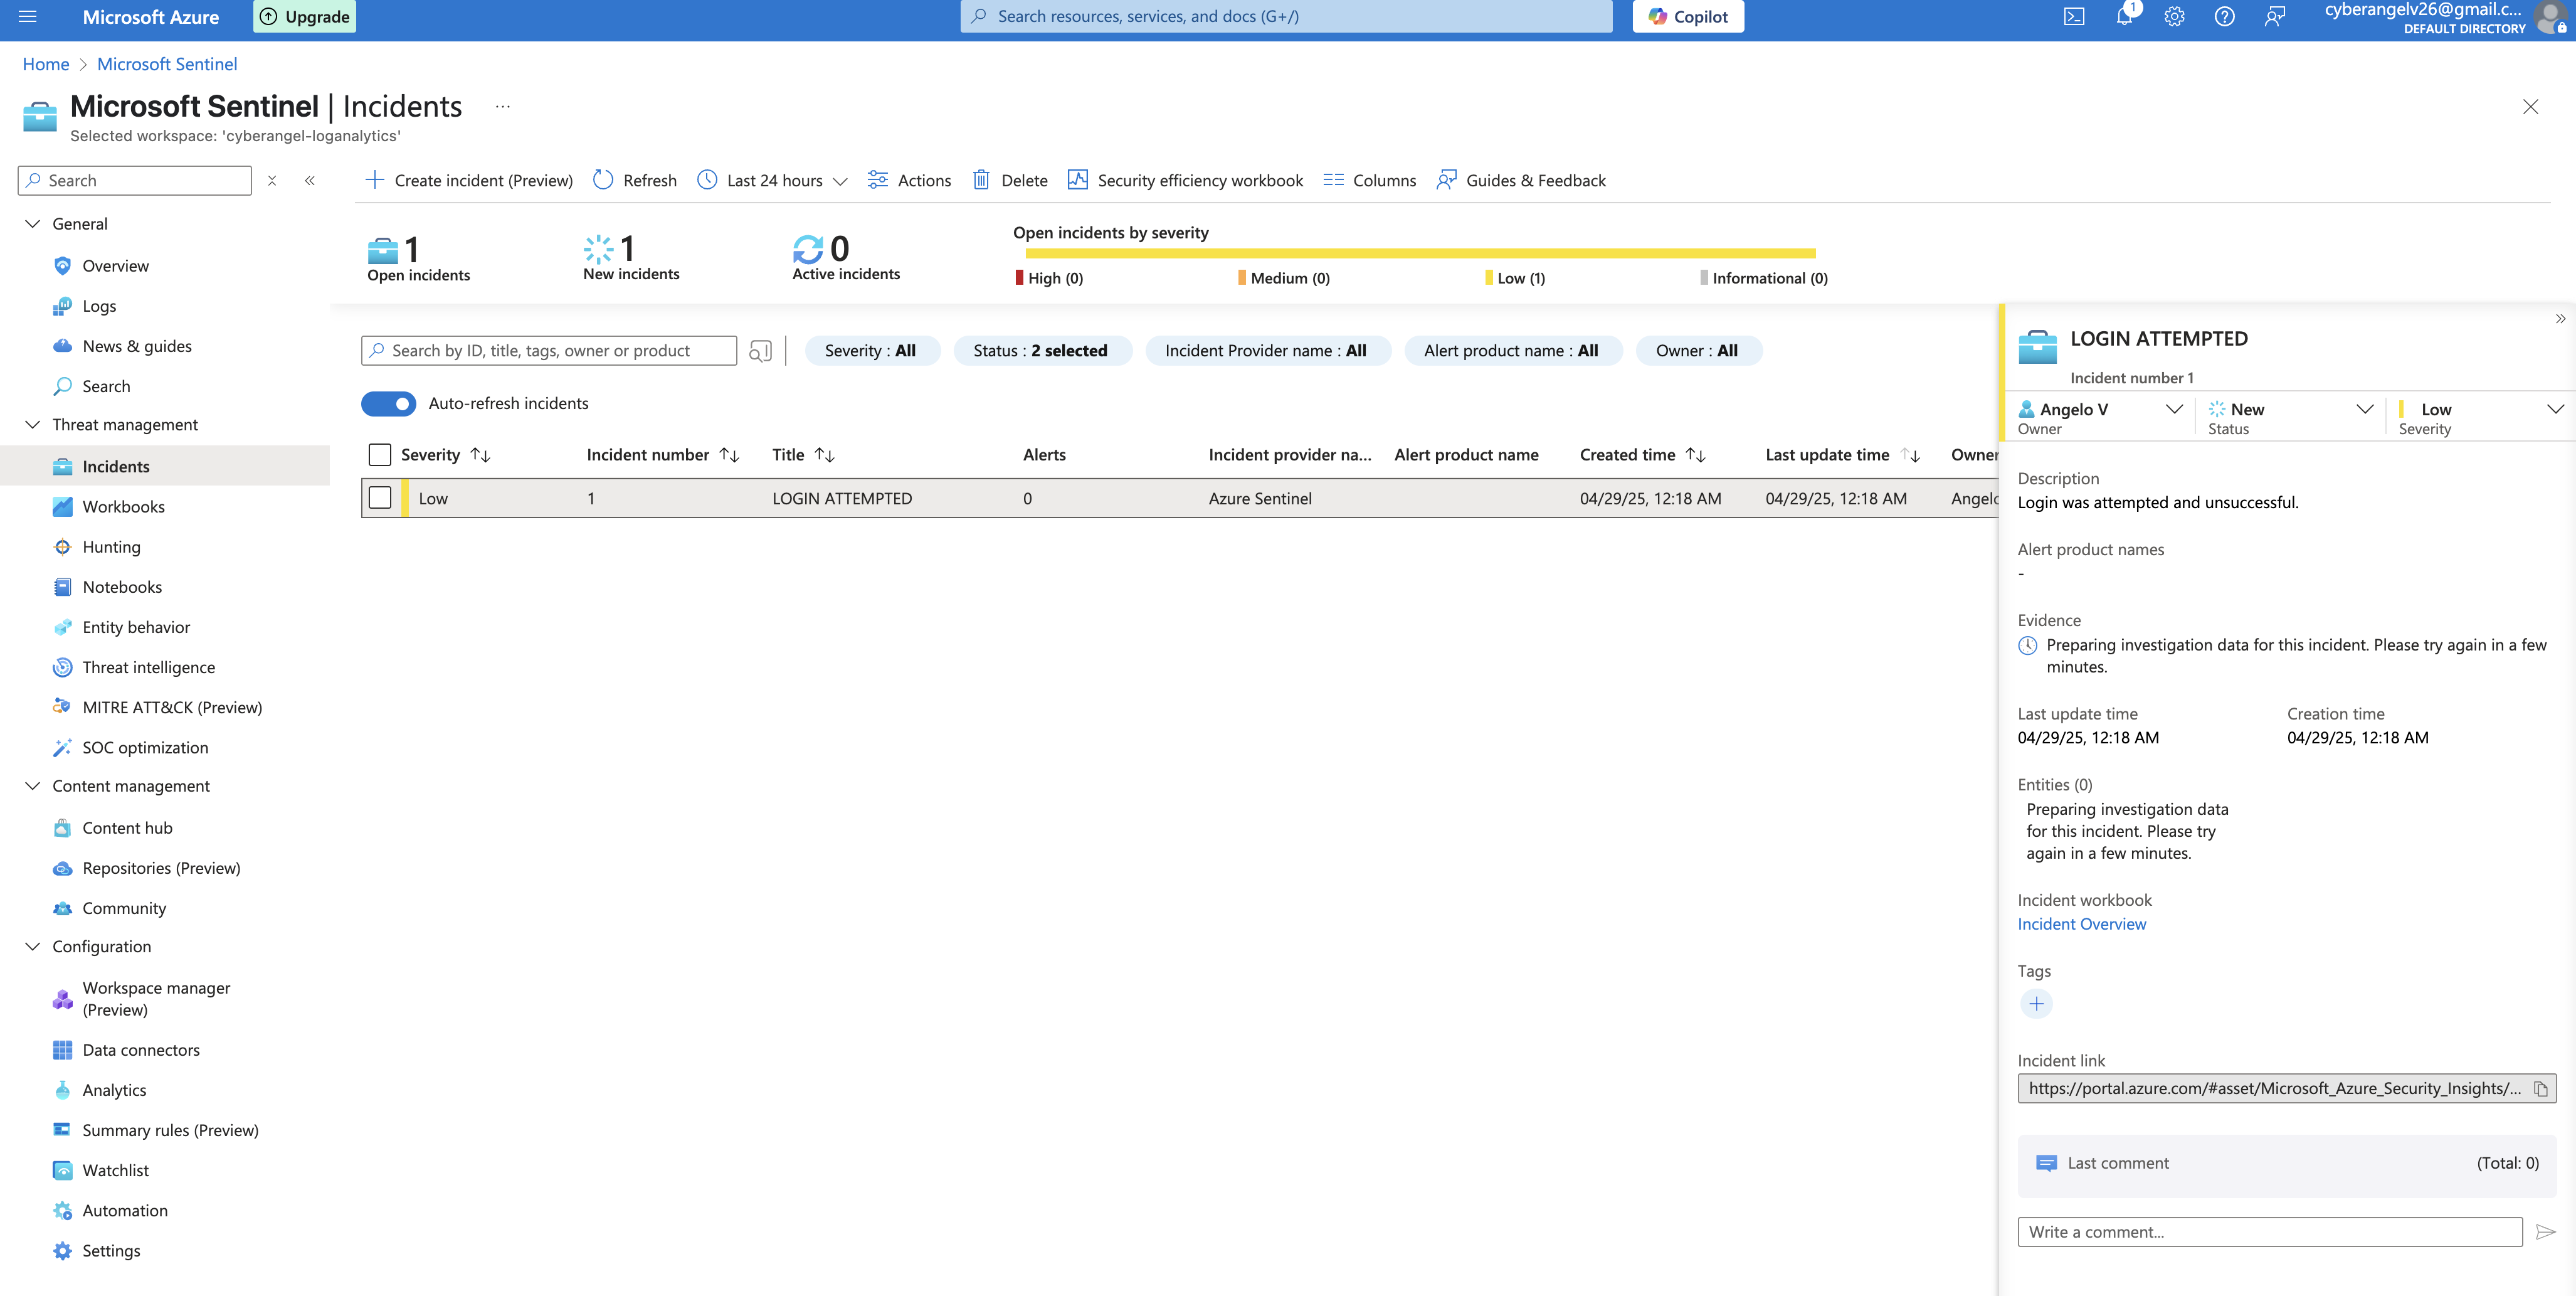 Microsoft Azure
Upgrade
Search resources, services, and docs (G+/)
Copilot
1
cyberangelv26@gmail.c...
DEFAULT DIRECTORY
Home > Microsoft Sentinel
Microsoft Sentinel | Incidents ...
Selected workspace: 'cyberangel-loganalytics'
Search
«
General
Overview
Logs
News & guides
Search
Threat management
Incidents
Workbooks
Hunting
Notebooks
Entity behavior
Threat intelligence
MITRE ATT&CK (Preview)
SOC optimization
Content management
Content hub
Repositories (Preview)
Community
Configuration
Workspace manager
(Preview)
Data connectors
Analytics
Summary rules (Preview)
Watchlist
Automation
Settings
Create incident (Preview) Refresh Last 24 hours Actions Delete Security efficiency workbook Columns Guides & Feedback
1
Open incidents
1
New incidents
0
Active incidents
Open incidents by severity
High (0) Medium (0) Low (1) Informational (0)
Search by ID, title, tags, owner or product
Severity : All
Status : 2 selected
Incident Provider name : All
Alert product name : All
Owner : All
Auto-refresh incidents
Severity ↑↓ Incident number ↑↓ Title ↑↓ Alerts Incident provider na... Alert product name Created time ↑↓ Last update time ↑↓ Owner
Low 1 LOGIN ATTEMPTED 0 Azure Sentinel 04/29/25, 12:18 AM 04/29/25, 12:18 AM Angelo
»
LOGIN ATTEMPTED
Incident number 1
Angelo V
Owner
New
Status
Low
Severity
Description
Login was attempted and unsuccessful.
Alert product names
-
Evidence
Preparing investigation data for this incident. Please try again in a few
minutes.
Last update time
04/29/25, 12:18 AM
Creation time
04/29/25, 12:18 AM
Entities (0)
Preparing investigation data
for this incident. Please try
again in a few minutes.
Incident workbook
Incident Overview
Tags
+
Incident link
https://portal.azure.com/#asset/Microsoft_Azure_Security_Insights/...
Last comment
(Total: 0)
Write a comment...